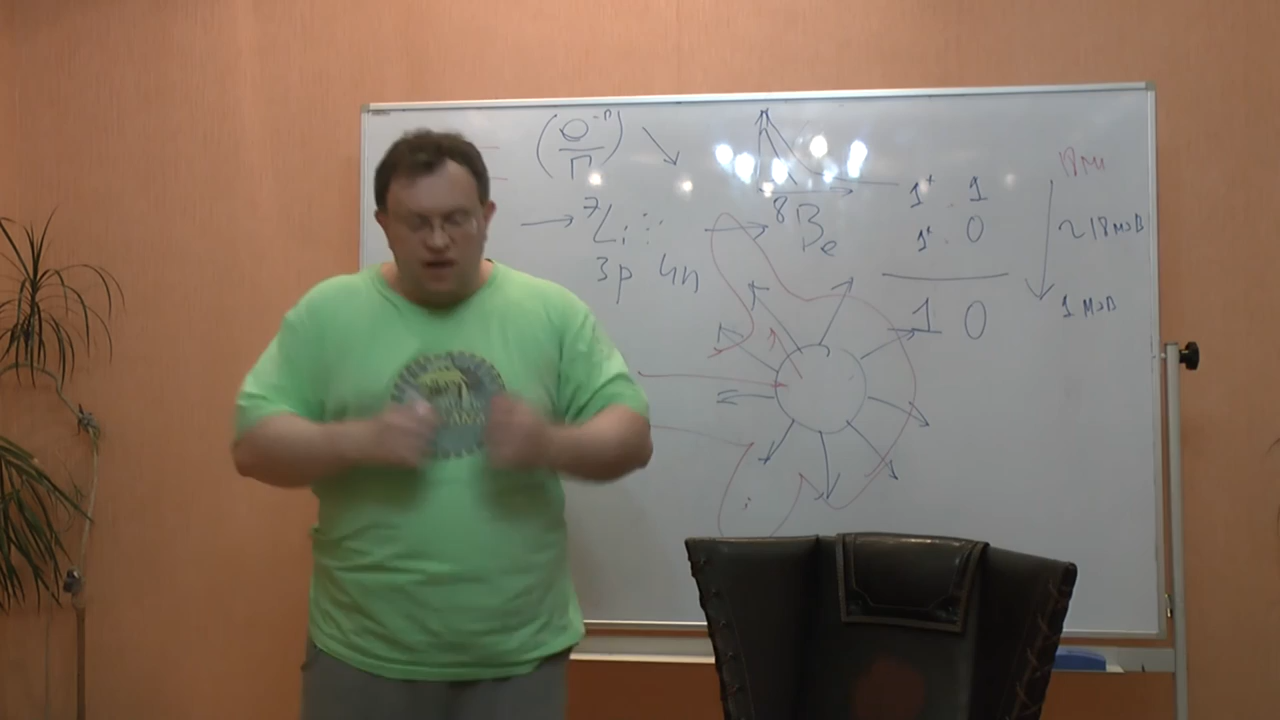 (O⁻ⁿ/Γ)
→ ⁷Li → ⁸Be
3p 4n
1⁺ 1
1⁺ 0
1 0
~18 МэВ
1 МэВ